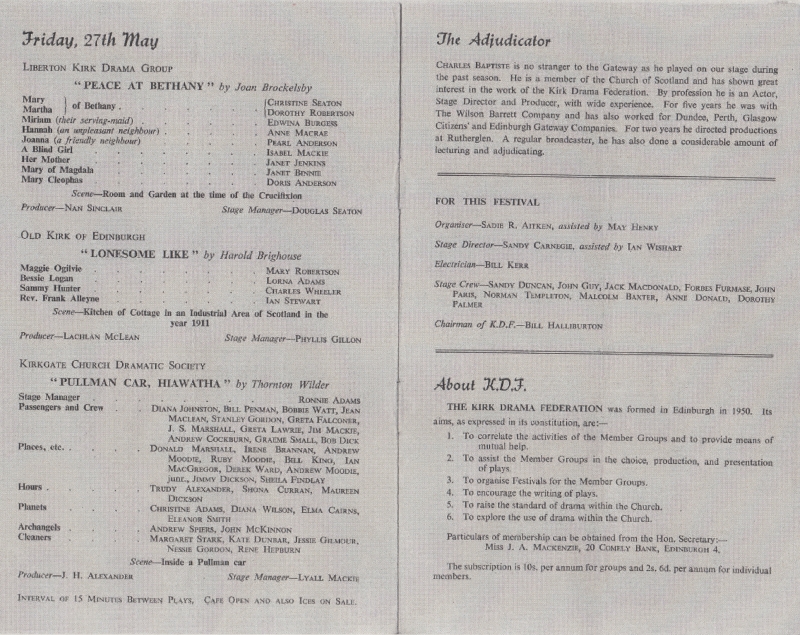 Friday, 27th May
LIBERTON KIRK DRAMA GROUP
"PEACE AT BETHANY" by Joan Brockelsby
Mary } of Bethany . . . . . . { CHRISTINE SEATON
Martha DOROTHY ROBERTSON
Miriam (their serving-maid) . . . . . EDWINA BURGESS
Hannah (an unpleasant neighbour) . . . . ANNE MACRAE
Joanna (a friendly neighbour) . . . . . PEARL ANDERSON
A Blind Girl . . . . . . . ISABEL MACKIE
Her Mother . . . . . . . JANET JENKINS
Mary of Magdala . . . . . . JANET BINNIE
Mary Cleophas . . . . . . DORIS ANDERSON
Scene—Room and Garden at the time of the Crucifixion
Producer—NAN SINCLAIR Stage Manager—DOUGLAS SEATON
OLD KIRK OF EDINBURGH
"LONESOME LIKE" by Harold Brighouse
Maggie Ogilvie . . . . . . . MARY ROBERTSON
Bessie Logan . . . . . . . LORNA ADAMS
Sammy Hunter . . . . . . . CHARLES WHEELER
Rev. Frank Alleyne . . . . . . IAN STEWART
Scene—Kitchen of Cottage in an Industrial Area of Scotland in the
year 1911
Producer—LACHLAN MCLEAN Stage Manager—PHYLLIS GILLON
KIRKGATE CHURCH DRAMATIC SOCIETY
"PULLMAN CAR, HIAWATHA" by Thornton Wilder
Stage Manager . . . . . . . RONNIE ADAMS
Passengers and Crew . . DIANA JOHNSTON, BILL PENMAN, BOBBIE WATT, JEAN
MACLEAN, STANLEY GORDON, GRETA FALCONER,
J. S. MARSHALL, GRETA LAWRIE, JIM MACKIE,
ANDREW COCKBURN, GRAEME SMALL, BOB DICK
Places, etc. . . . . DONALD MARSHALL, IRENE BRANNAN, ANDREW
MOODIE, RUBY MOODIE, BILL KING, IAN
MACGREGOR, DEREK WARD, ANDREW MOODIE,
junr., JIMMY DICKSON, SHEILA FINDLAY
Hours . . . . . TRUDY ALEXANDER, SHONA CURRAN, MAUREEN
DICKSON
Planets . . . . CHRISTINE ADAMS, DIANA WILSON, ELMA CAIRNS,
ELEANOR SMITH
Archangels . . . . ANDREW SPIERS, JOHN MCKINNON
Cleaners . . . . MARGARET STARK, KATE DUNBAR, JESSIE GILMOUR,
NESSIE GORDON, RENE HEPBURN
Scene—Inside a Pullman car
Producer—J. H. ALEXANDER Stage Manager—LYALL MACKIE
INTERVAL OF 15 MINUTES BETWEEN PLAYS, CAFE OPEN AND ALSO ICES ON SALE.
The Adjudicator
CHARLES BAPTISTE is no stranger to the Gateway as he played on our stage during
the past season. He is a member of the Church of Scotland and has shown great
interest in the work of the Kirk Drama Federation. By profession he is an Actor,
Stage Director and Producer, with wide experience. For five years he was with
The Wilson Barrett Company and has also worked for Dundee, Perth, Glasgow
Citizens' and Edinburgh Gateway Companies. For two years he directed productions
at Rutherglen. A regular broadcaster, he has also done a considerable amount of
lecturing and adjudicating.
FOR THIS FESTIVAL
Organiser—SADIE R. AITKEN, assisted by MAY HENRY
Stage Director—SANDY CARNEGIE, assisted by IAN WISHART
Electrician—BILL KERR
Stage Crew—SANDY DUNCAN, JOHN GUY, JACK MACDONALD, FORBES FURMAGE, JOHN
PARIS, NORMAN TEMPLETON, MALCOLM BAXTER, ANNE DONALD, DOROTHY
PALMER
Chairman of K.D.F.—BILL HALLIBURTON
About K.D.F.
THE KIRK DRAMA FEDERATION was formed in Edinburgh in 1950. Its
aims, as expressed in its constitution, are:—
1. To correlate the activities of the Member Groups and to provide means of
mutual help.
2. To assist the Member Groups in the choice, production, and presentation
of plays.
3. To organise Festivals for the Member Groups.
4. To encourage the writing of plays.
5. To raise the standard of drama within the Church.
6. To explore the use of drama within the Church.
Particulars of membership can be obtained from the Hon. Secretary:—
Miss J. A. MACKENZIE, 20 COMELY BANK, EDINBURGH 4.
The subscription is 10s. per annum for groups and 2s. 6d. per annum for individual
members.